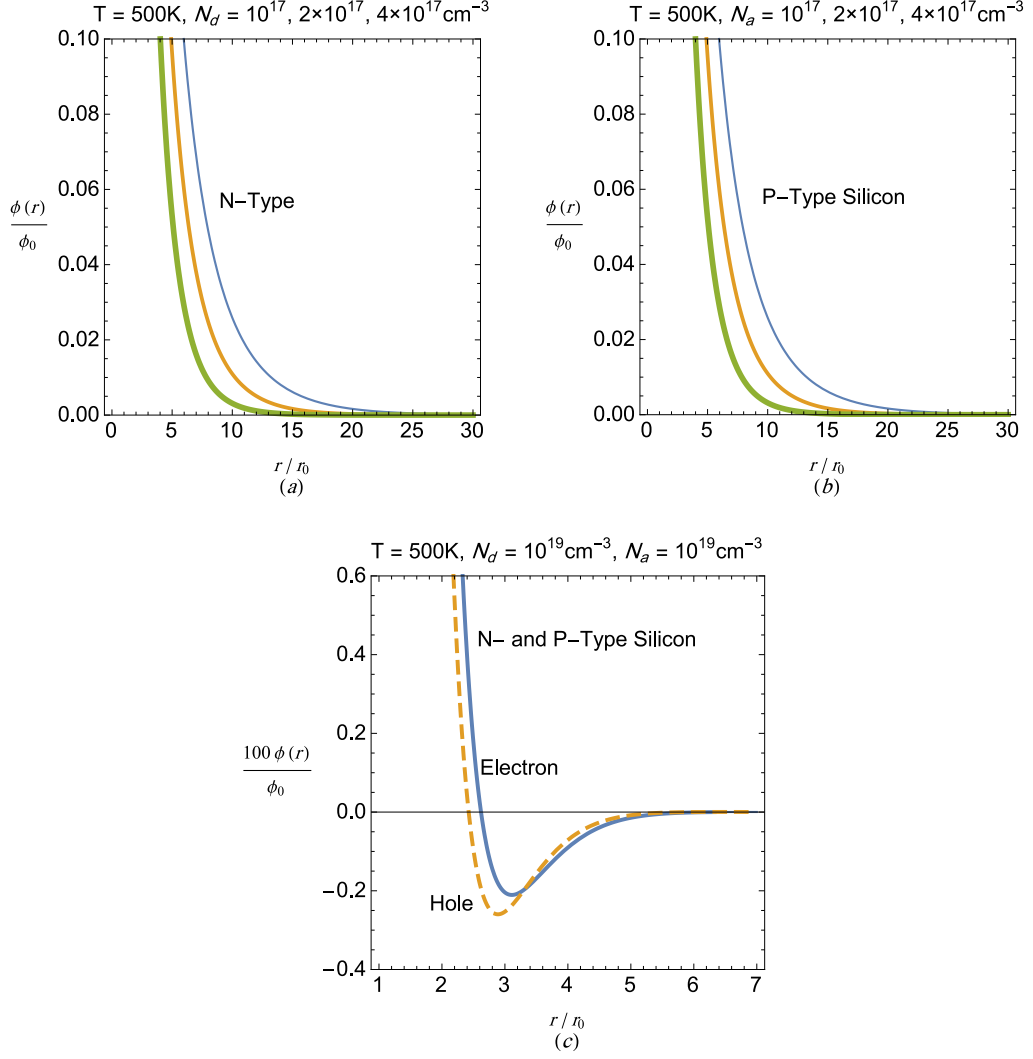 T = 500K, N_d = 10^17, 2×10^17, 4×10^17 cm^−3
0.10
0.08
0.06
0.04
0.02
0.00
ϕ(r)
ϕ_0
N−Type
0 5 10 15 20 25 30
r / r_0
(a)
T = 500K, N_a = 10^17, 2×10^17, 4×10^17 cm^−3
0.10
0.08
0.06
0.04
0.02
0.00
ϕ(r)
ϕ_0
P−Type Silicon
0 5 10 15 20 25 30
r / r_0
(b)
T = 500K, N_d = 10^19 cm^−3, N_a = 10^19 cm^−3
0.6
0.4
0.2
0.0
−0.2
−0.4
100 ϕ(r)
ϕ_0
N− and P−Type Silicon
Electron
Hole
1 2 3 4 5 6 7
r / r_0
(c)